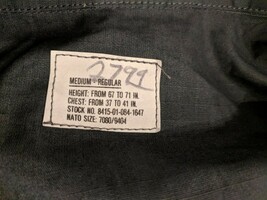 2799
MEDIUM - REGULAR
HEIGHT: FROM 67 TO 71 IN.
CHEST: FROM 37 TO 41 IN.
STOCK NO. 8415-01-084-1647
NATO SIZE: 7080/9404